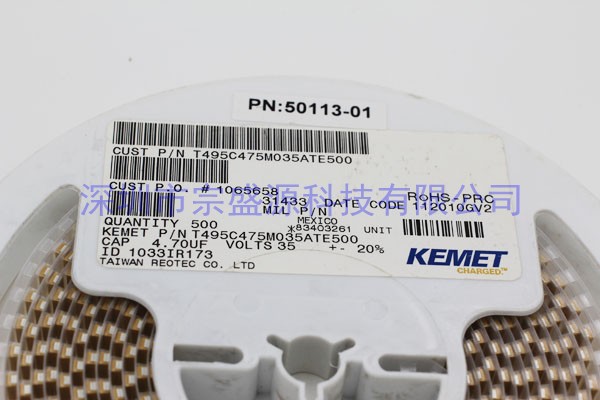 PN:50113-01
CUST P/N T495C475M035ATE500
CUST P.O. # 1065658
RoHS-PRC
31433 DATE CODE 112010GV2
MIL P/N
深圳市宗盛源科技有限公司
QUANTITY 500
MEXICO
*83403261 UNIT
KEMET P/N T495C475M035ATE500
CAP 4.70UF VOLTS 35 +- 20%
ID 1033IR173
TAIWAN REOTEC CO. LTD
KEMET
CHARGED.™